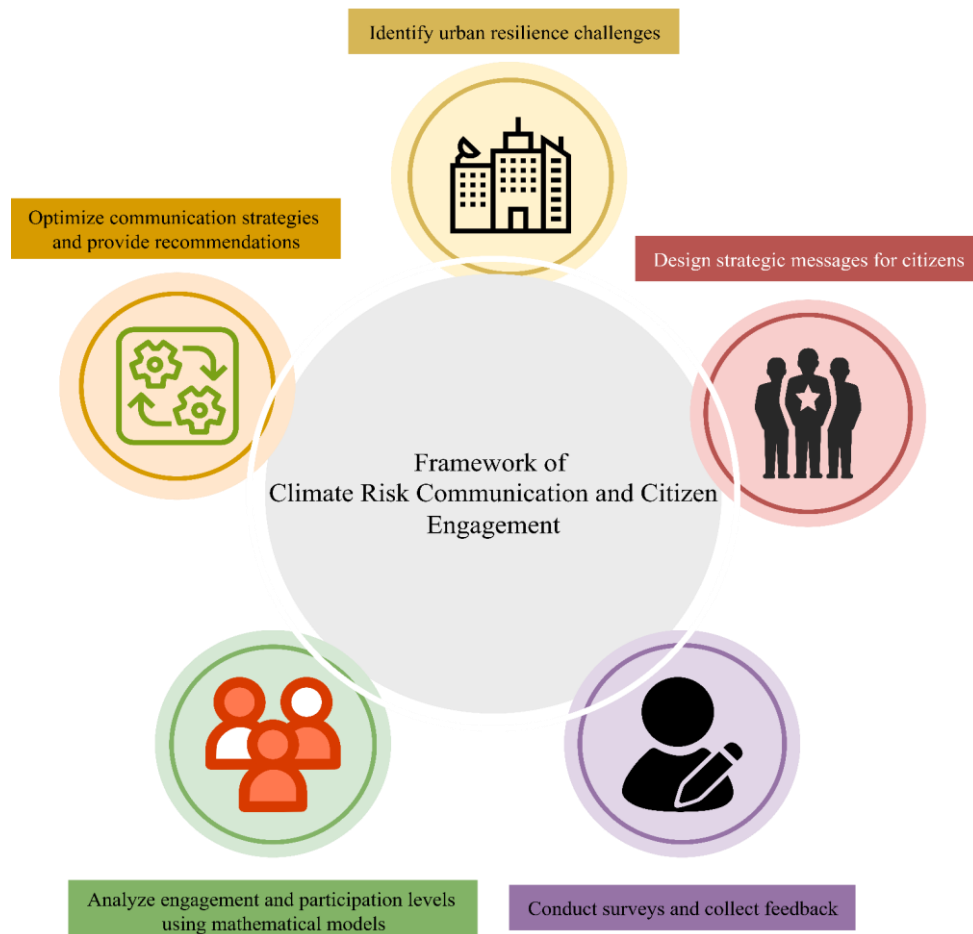 Identify urban resilience challenges
Optimize communication strategies
and provide recommendations
Design strategic messages for citizens
Framework of
Climate Risk Communication and Citizen
Engagement
Analyze engagement and participation levels
using mathematical models
Conduct surveys and collect feedback